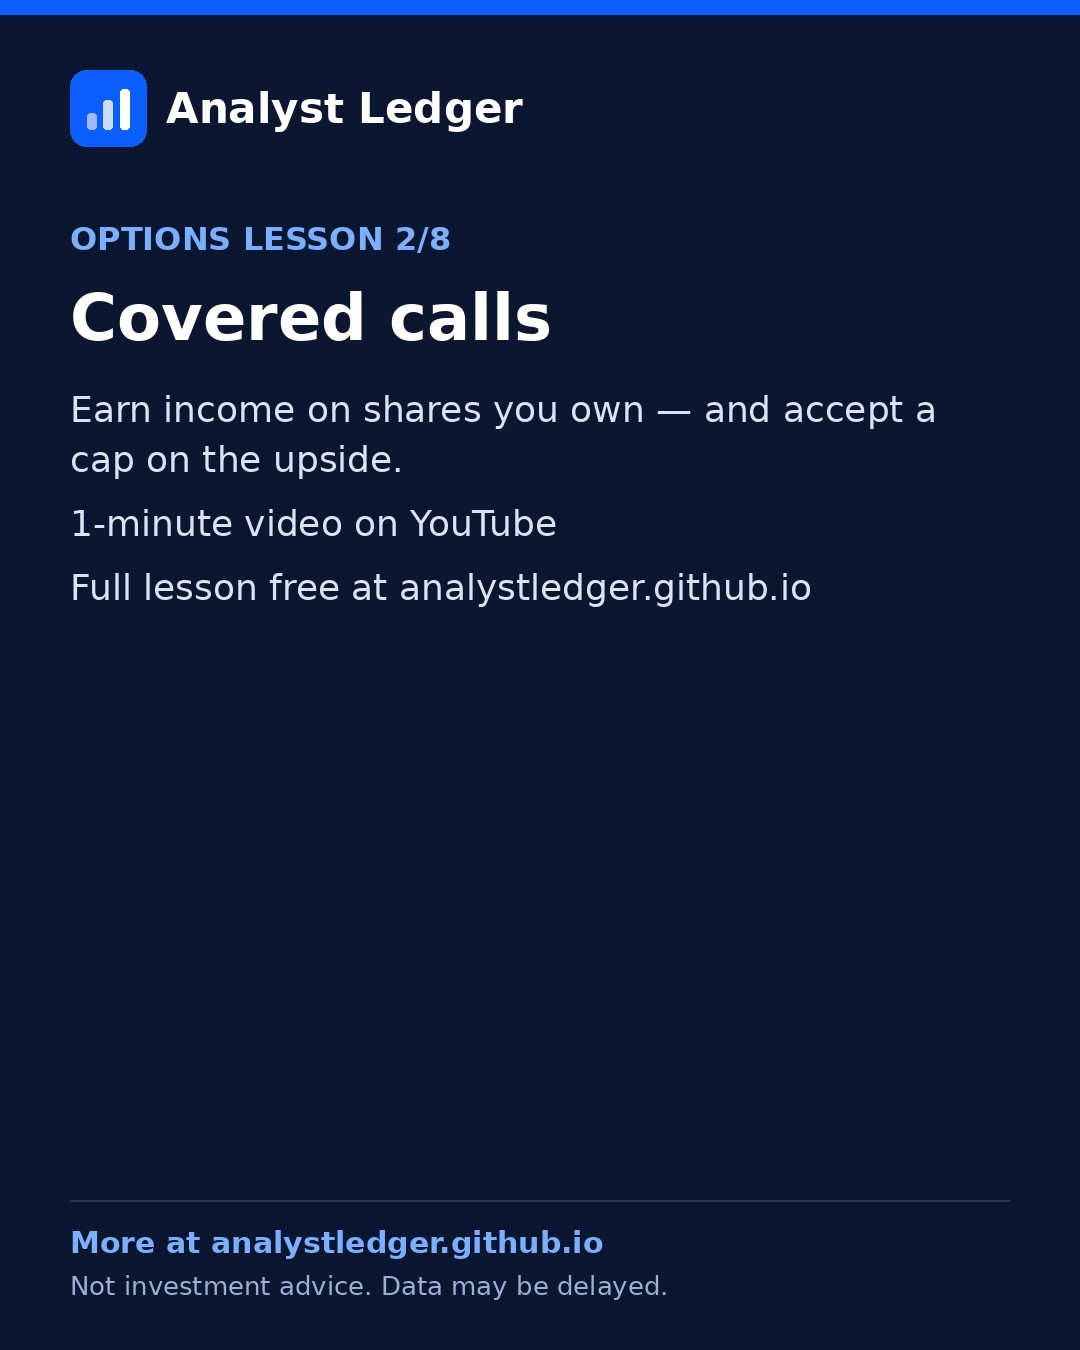 Analyst Ledger
OPTIONS LESSON 2/8
Covered calls
Earn income on shares you own — and accept a
cap on the upside.
1-minute video on YouTube
Full lesson free at analystledger.github.io
More at analystledger.github.io
Not investment advice. Data may be delayed.